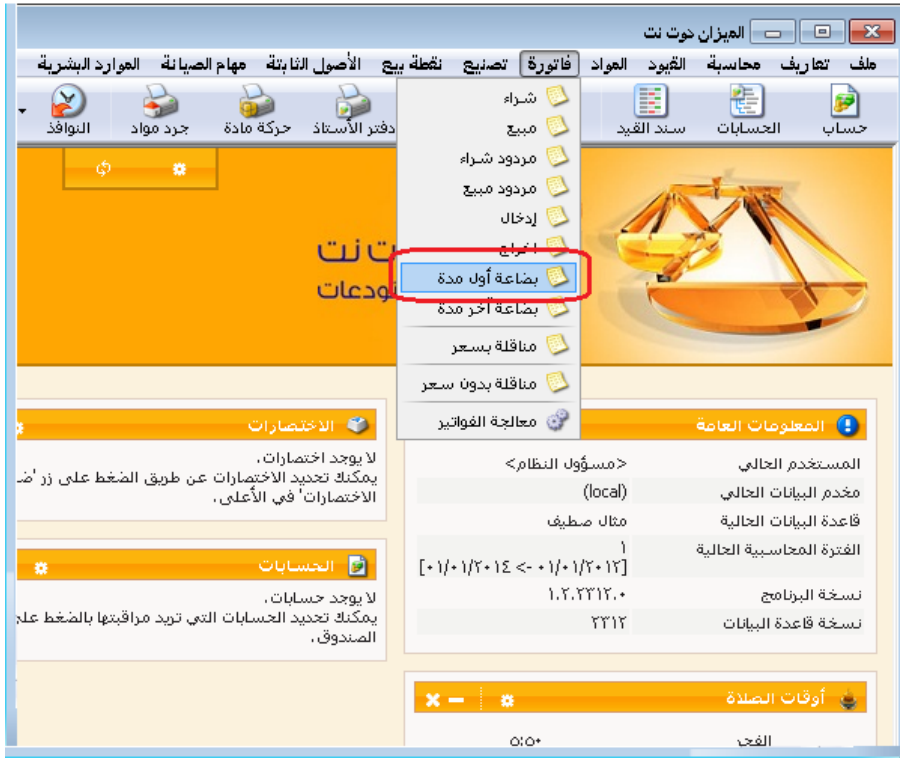 الميزان دوت نت
ملف تعاريف محاسبة القيود المواد فاتورة تصنيع نقطة بيع الأصول الثابتة مهام الصيانة الموارد البشرية
حساب الحسابات سند القيد دفتر الأستاذ حركة مادة جرد مواد النوافذ
شراء
مبيع
مردود شراء
مردود مبيع
إدخال
اخراج
بضاعة أول مدة
بضاعة آخر مدة
مناقلة بسعر
مناقلة بدون سعر
معالجة الفواتير
ت نت
نودعات
المعلومات العامة
المستخدم الحالي <مسؤول النظام>
مخدم البيانات الحالي (local)
قاعدة البيانات الحالية مثال صطيف
الفترة المحاسبية الحالية ١
[٠١/٠١/٢٠١٤ <- ٠١/٠١/٢٠١٢]
نسخة البرنامج ١.٢.٢٣١٢.٠
نسخة قاعدة البيانات ٢٣١٢
أوقات الصلاة
الفجر ٥:٥٠
الاختصارات
لا يوجد اختصارات.
يمكنك تحديد الاختصارات عن طريق الضغط على زر 'ض
الاختصارات' في الأعلى.
الحسابات
لا يوجد حسابات.
يمكنك تحديد الحسابات التي تريد مراقبتها بالضغط عل
الصندوق.